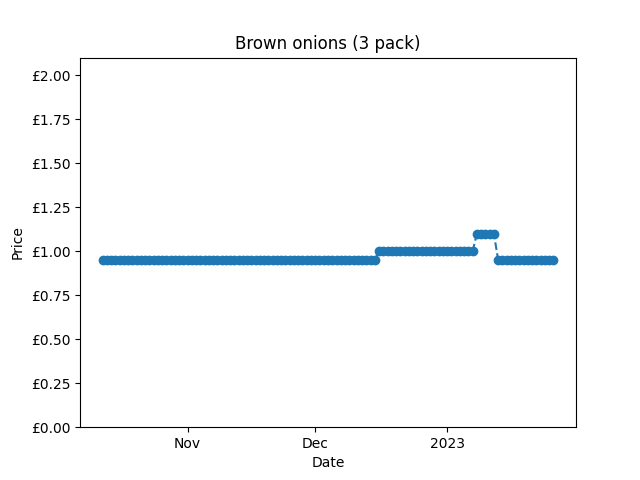 Brown onions (3 pack)
£2.00
£1.75
£1.50
£1.25
£1.00
£0.75
£0.50
£0.25
£0.00
Price
Nov Dec 2023
Date